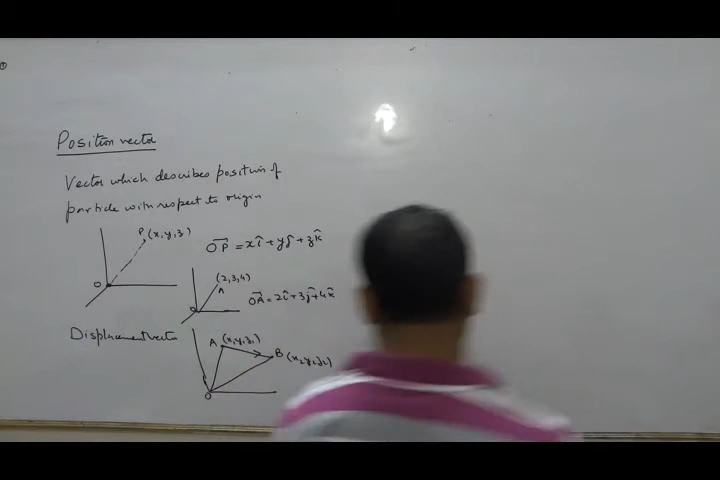 Position vector
Vector which describes position of
particle with respect to origin
P (x, y, z)
O
OP = xî + yĵ + zk̂
(2,3,4)
A
O
OA = 2î + 3ĵ + 4k̂
Displacement vector
A (x₁ y₁ z₁)
B (x₂ y₂ z₂)
O